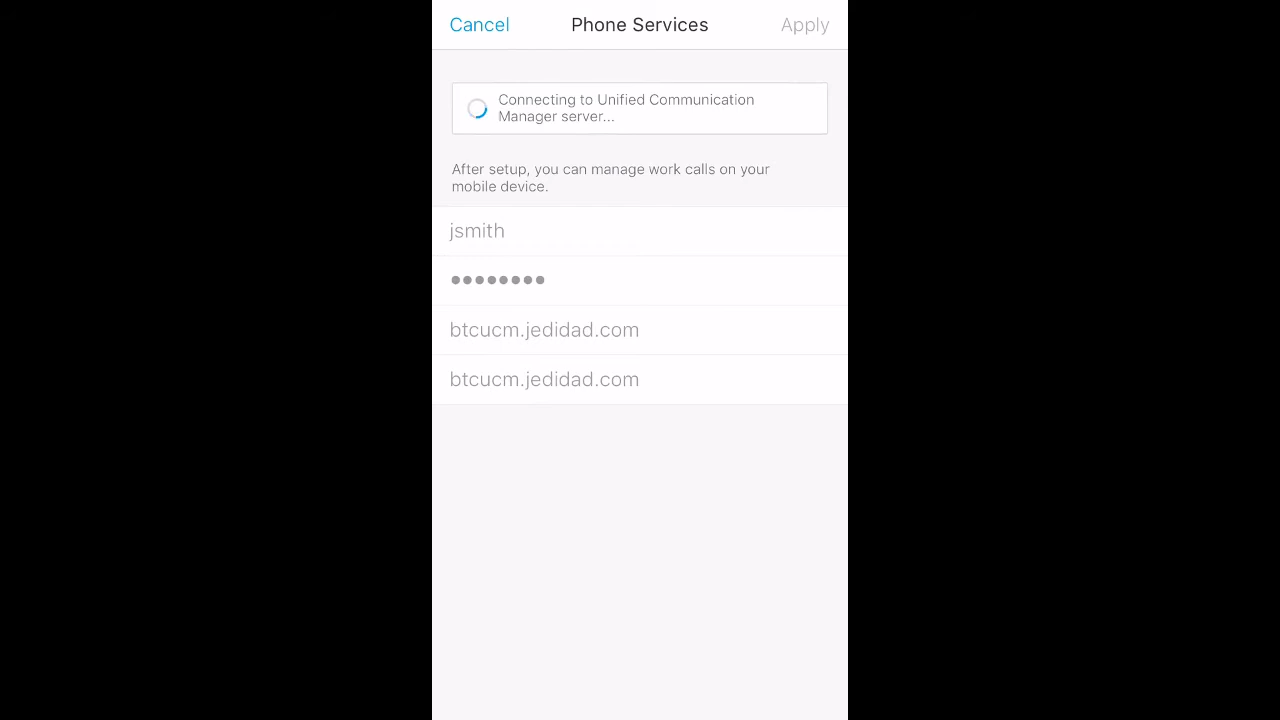 Cancel Phone Services Apply
Connecting to Unified Communication
Manager server...
After setup, you can manage work calls on your
mobile device.
jsmith
●●●●●●●●
btcucm.jedidad.com
btcucm.jedidad.com